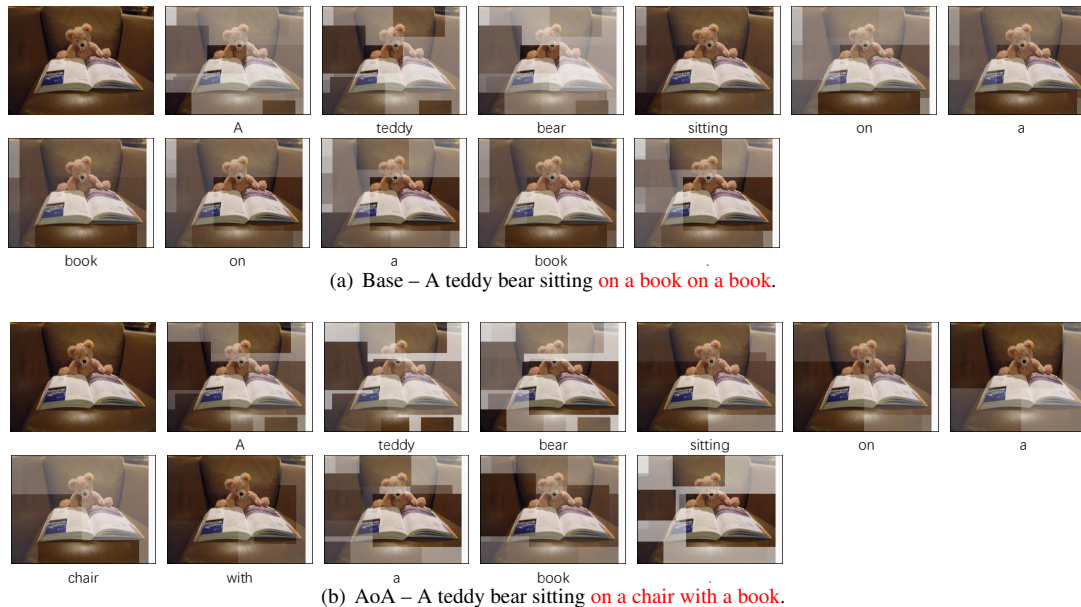 A teddy bear sitting on a
book on a book .
(a) Base – A teddy bear sitting on a book on a book.
A teddy bear sitting on a
chair with a book .
(b) AoA – A teddy bear sitting on a chair with a book.